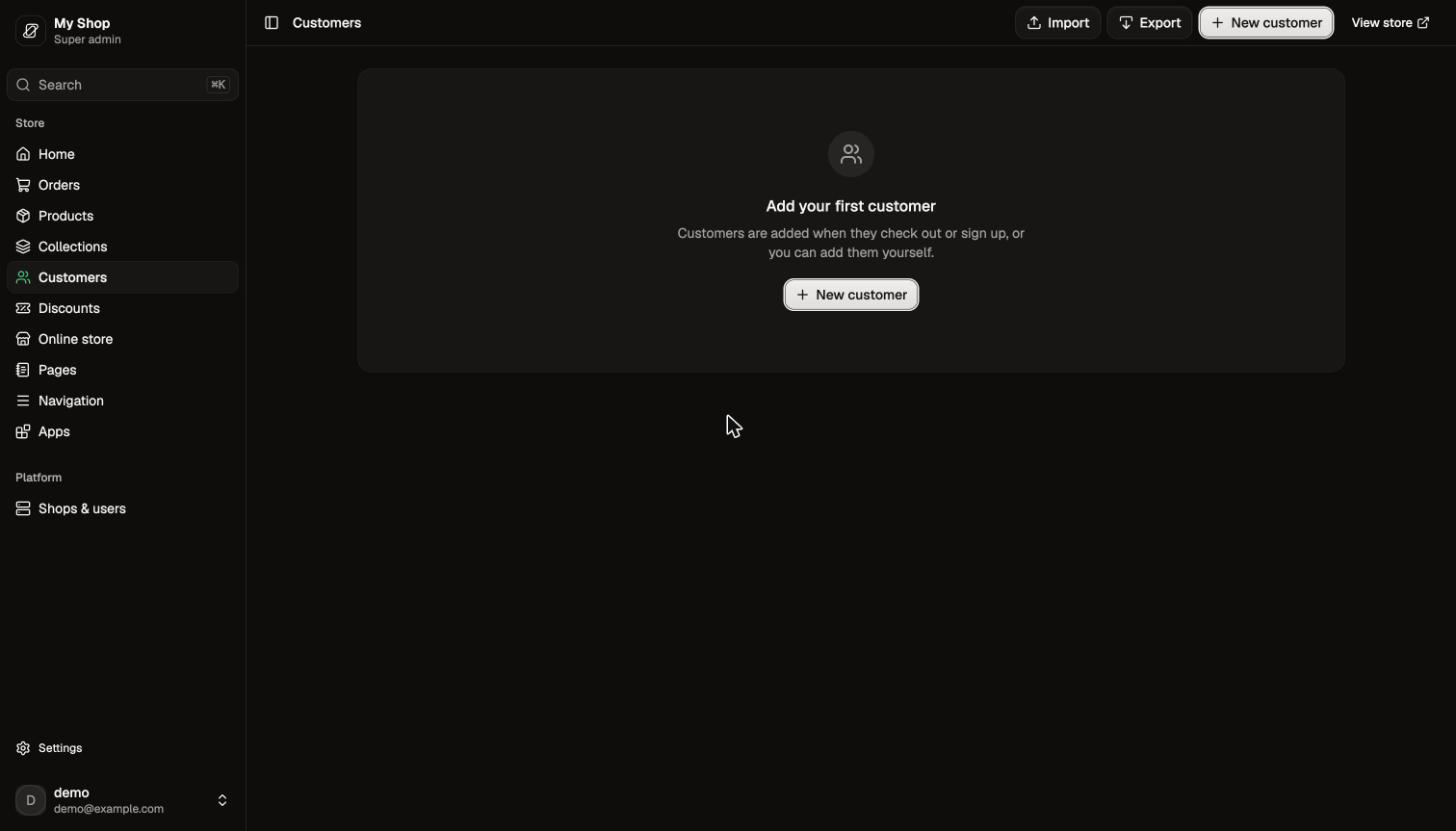 My Shop
Super admin
Search
⌘K
Store
Home
Orders
Products
Collections
Customers
Discounts
Online store
Pages
Navigation
Apps
Platform
Shops & users
Settings
D
demo
demo@example.com
Customers
Import
Export
New customer
View store
Add your first customer
Customers are added when they check out or sign up, or
you can add them yourself.
New customer